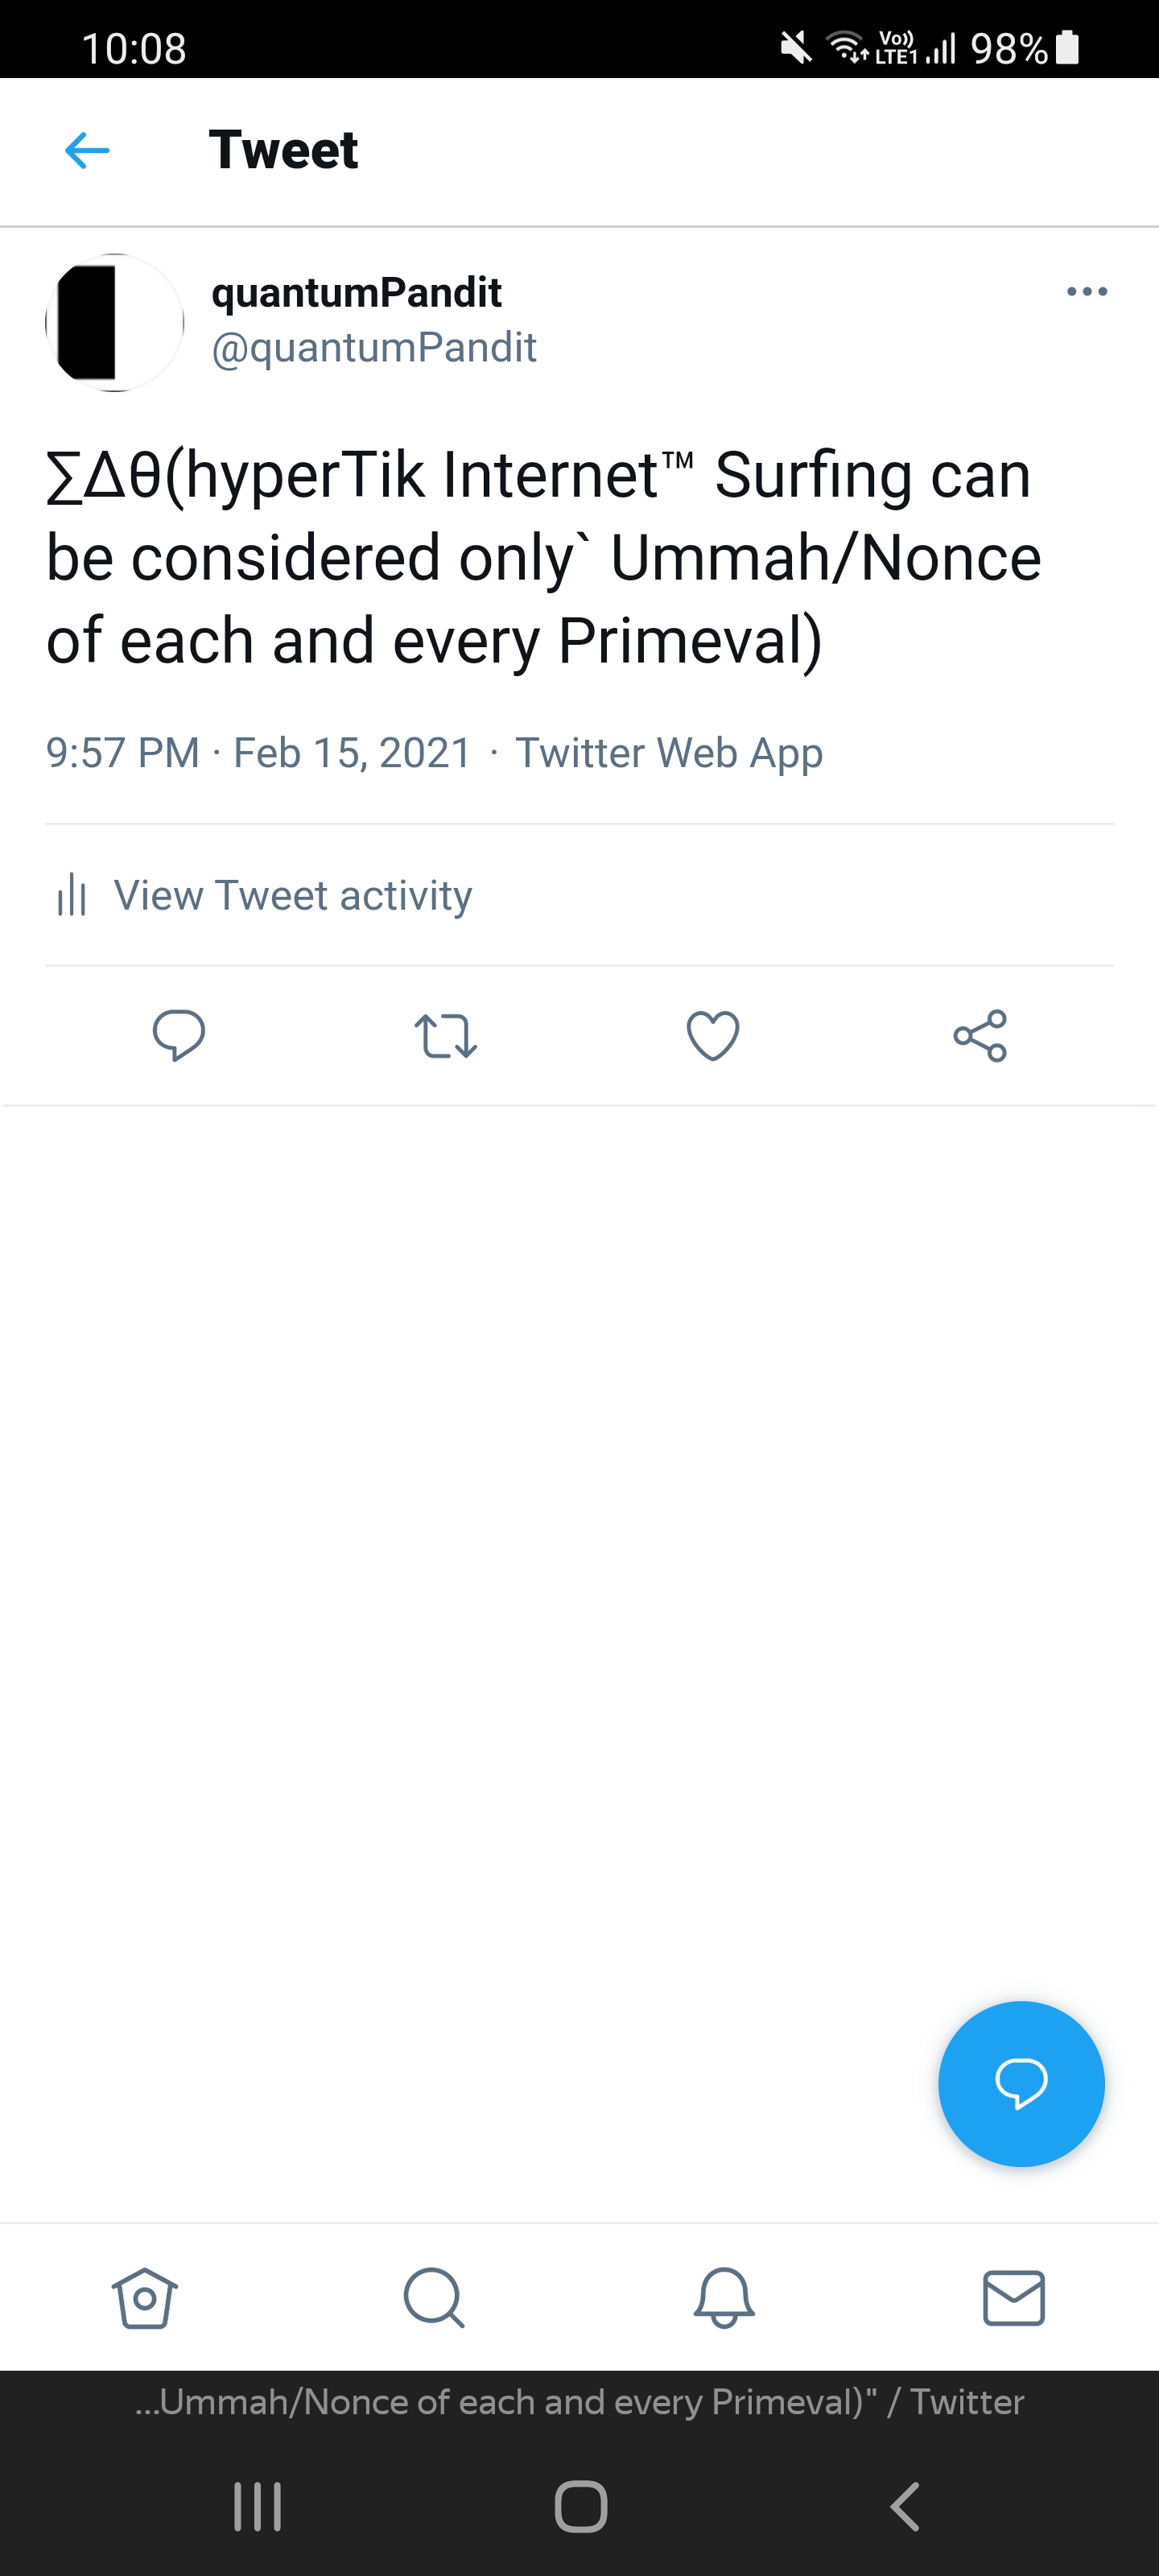 10:08 Vo)) LTE1 98%
Tweet
quantumPandit
@quantumPandit
∑Δθ(hyperTik Internet™ Surfing can
be considered only` Ummah/Nonce
of each and every Primeval)
9:57 PM · Feb 15, 2021 · Twitter Web App
View Tweet activity
...Ummah/Nonce of each and every Primeval)" / Twitter